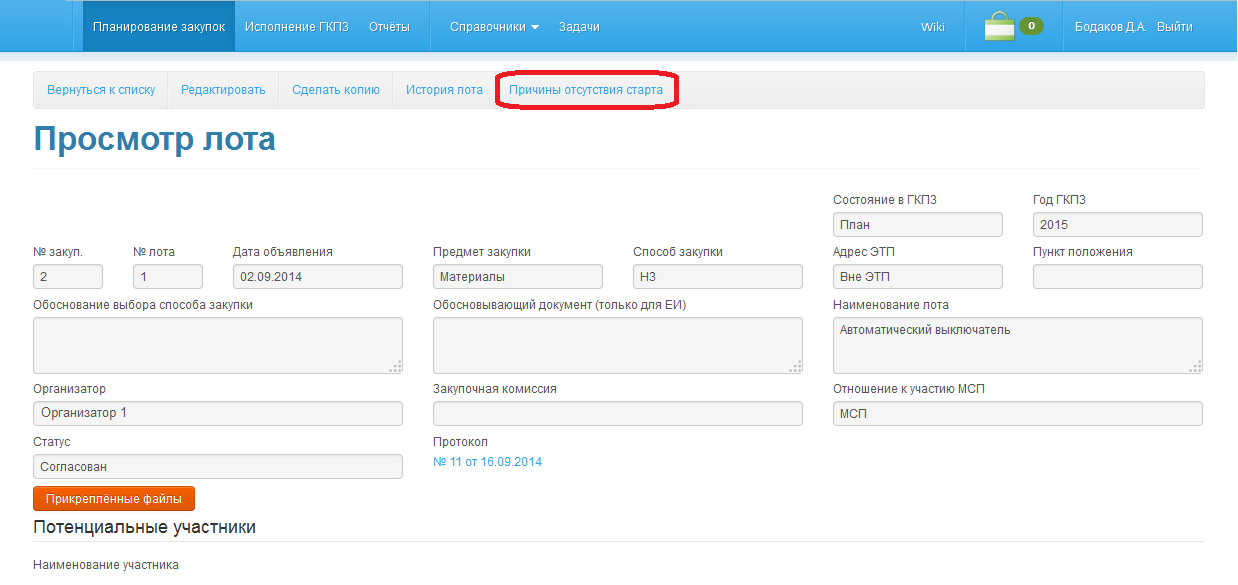 Планирование закупок Исполнение ГКПЗ Отчёты Справочники Задачи Wiki 0 Бодаков Д.А. Выйти
Вернуться к списку Редактировать Сделать копию История лота Причины отсутствия старта
Просмотр лота
Состояние в ГКПЗ Год ГКПЗ
План 2015
№ закуп. № лота Дата объявления Предмет закупки Способ закупки Адрес ЭТП Пункт положения
2 1 02.09.2014 Материалы НЗ Вне ЭТП
Обоснование выбора способа закупки Обосновывающий документ (только для ЕИ) Наименование лота
Автоматический выключатель
Организатор Закупочная комиссия Отношение к участию МСП
Организатор 1 МСП
Статус Протокол
Согласован № 11 от 16.09.2014
Прикреплённые файлы
Потенциальные участники
Наименование участника